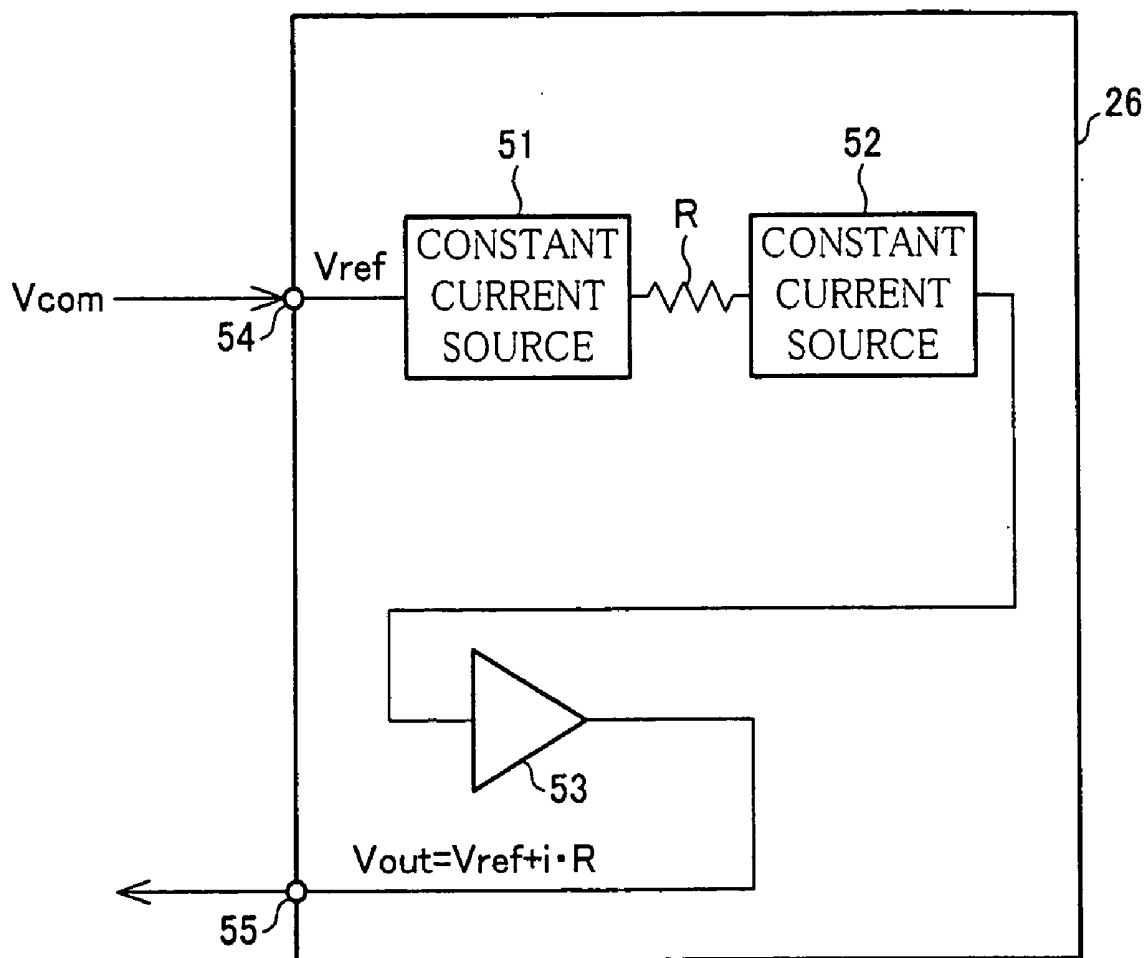 26
51
52
R
Vref
CONSTANT
CURRENT
SOURCE
CONSTANT
CURRENT
SOURCE
Vcom
54
53
Vout=Vref+i·R
55